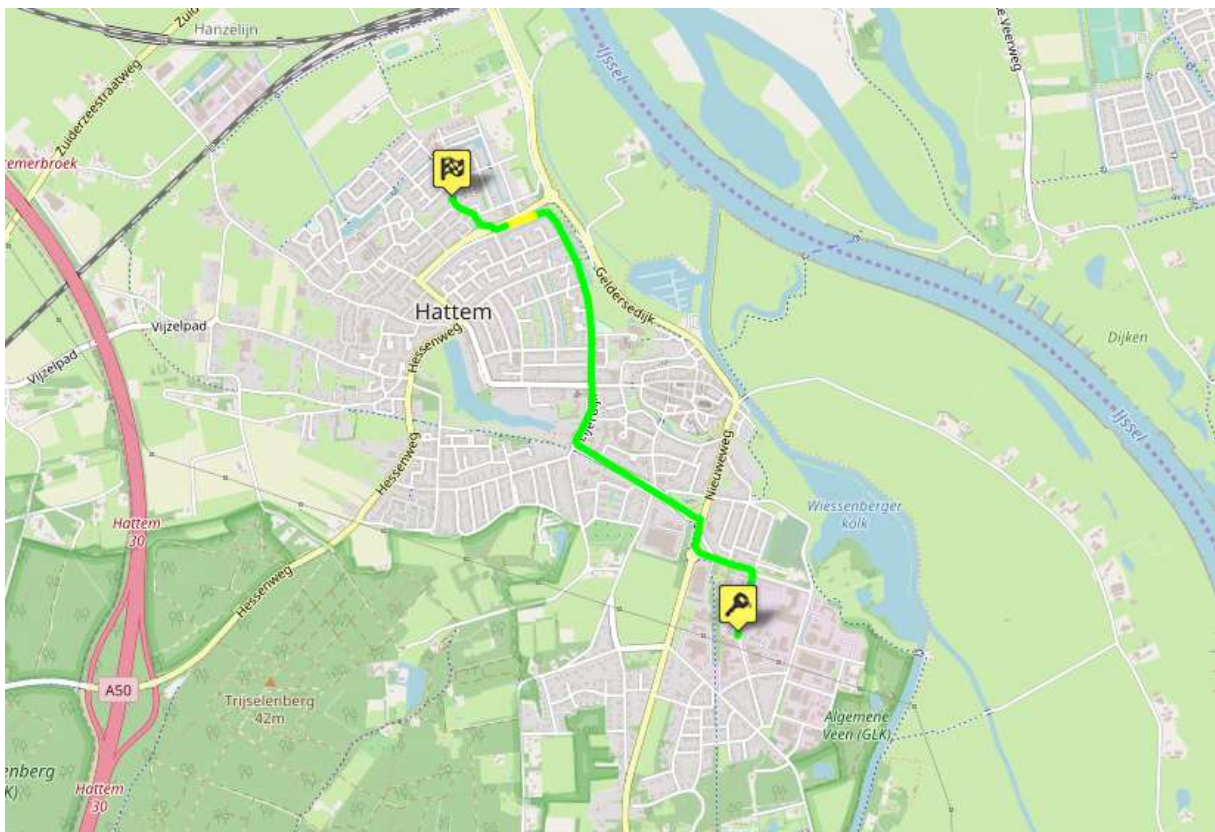 Hanzelijn
Zuid
Zuiderzeestraatweg
IJssel
e Veerweg
emerbroek
Geldersedijk
Hattem
Vijzelpad
Vijzelpad
Hessenweg
Dijken
IJssel
Nieuweweg
Hessenweg
Wiessenberger
kolk
Hattem
30
Hessenweg
A50
Trijselenberg
42m
Algemene
Veen (GLK)
enberg
K)
Hattem
30